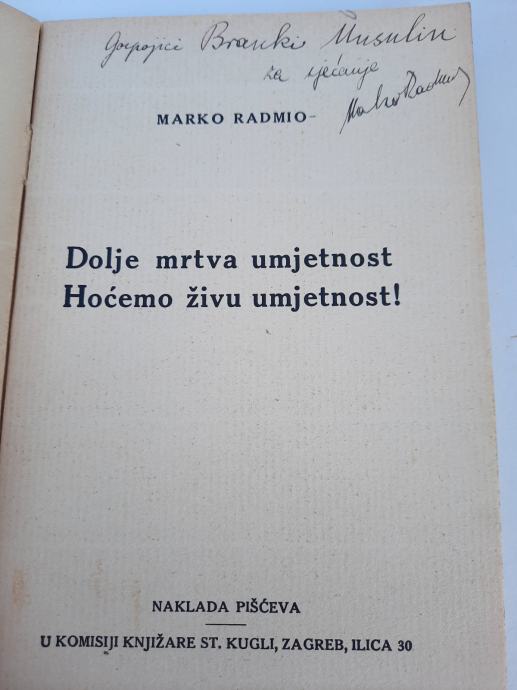 Gospojici Branki Musulin
za sjećanje
Marko Radmio
MARKO RADMIO
Dolje mrtva umjetnost
Hoćemo živu umjetnost!
NAKLADA PIŠĆEVA
U KOMISIJI KNJIŽARE ST. KUGLI, ZAGREB, ILICA 30